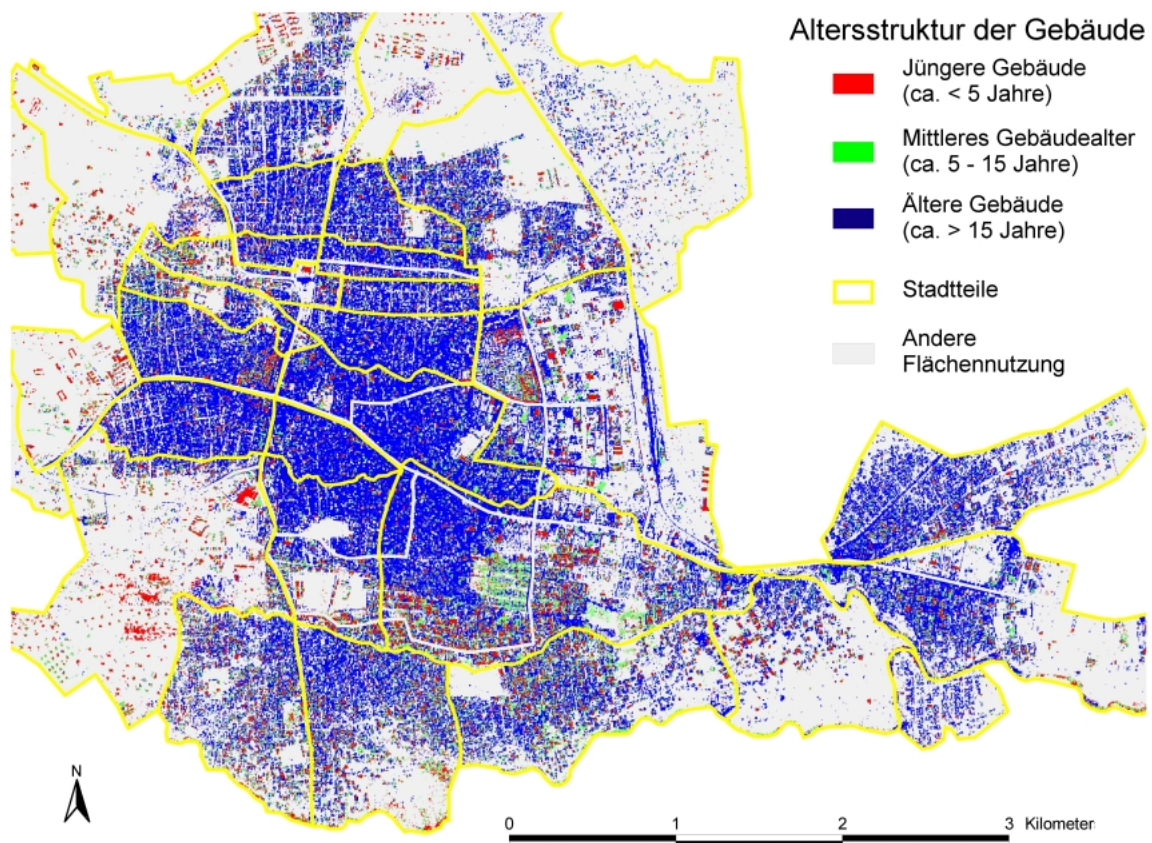 Altersstruktur der Gebäude
Jüngere Gebäude
(ca. < 5 Jahre)
Mittleres Gebäudealter
(ca. 5 - 15 Jahre)
Ältere Gebäude
(ca. > 15 Jahre)
Stadtteile
Andere
Flächennutzung
N
0 1 2 3 Kilometer